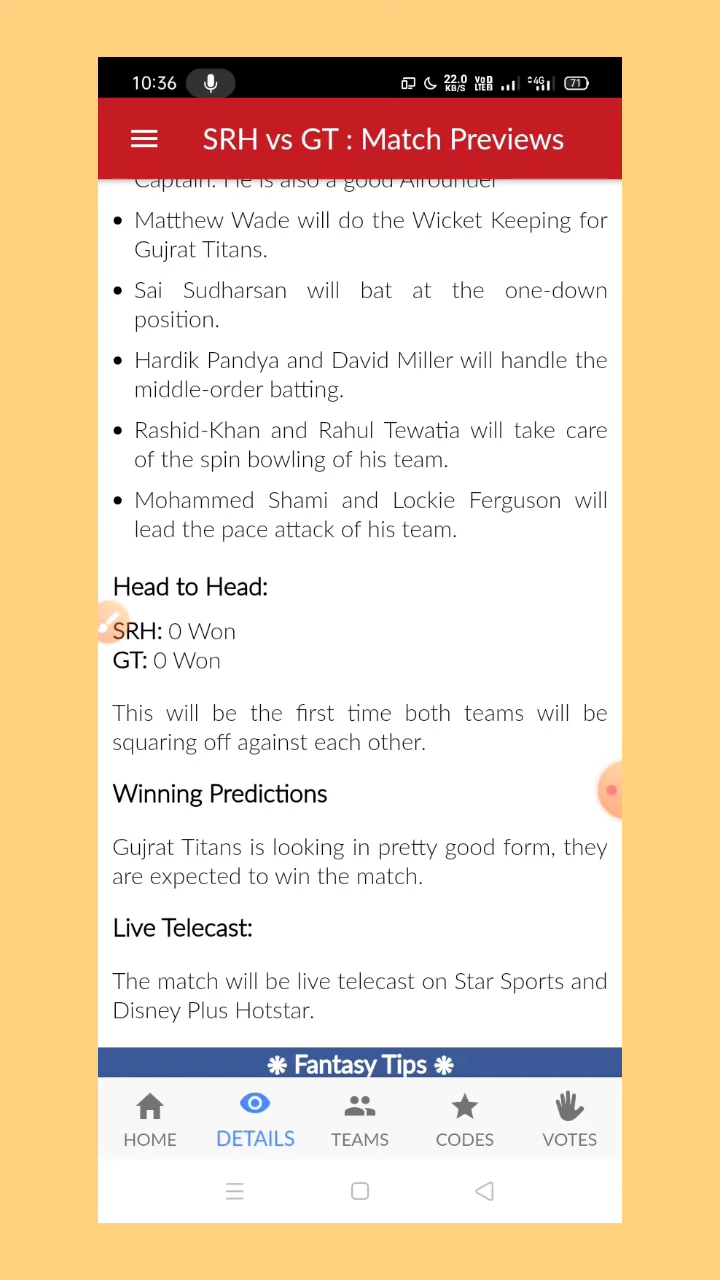 10:36
22.0
KB/S
VoD
LTE
4G
71
SRH vs GT : Match Previews
Captain. He is also a good Allrounder
• Matthew Wade will do the Wicket Keeping for
Gujrat Titans.
• Sai Sudharsan will bat at the one-down
position.
• Hardik Pandya and David Miller will handle the
middle-order batting.
• Rashid-Khan and Rahul Tewatia will take care
of the spin bowling of his team.
• Mohammed Shami and Lockie Ferguson will
lead the pace attack of his team.
Head to Head:
SRH: 0 Won
GT: 0 Won
This will be the first time both teams will be
squaring off against each other.
Winning Predictions
Gujrat Titans is looking in pretty good form, they
are expected to win the match.
Live Telecast:
The match will be live telecast on Star Sports and
Disney Plus Hotstar.
❋ Fantasy Tips ❋
HOME DETAILS TEAMS CODES VOTES